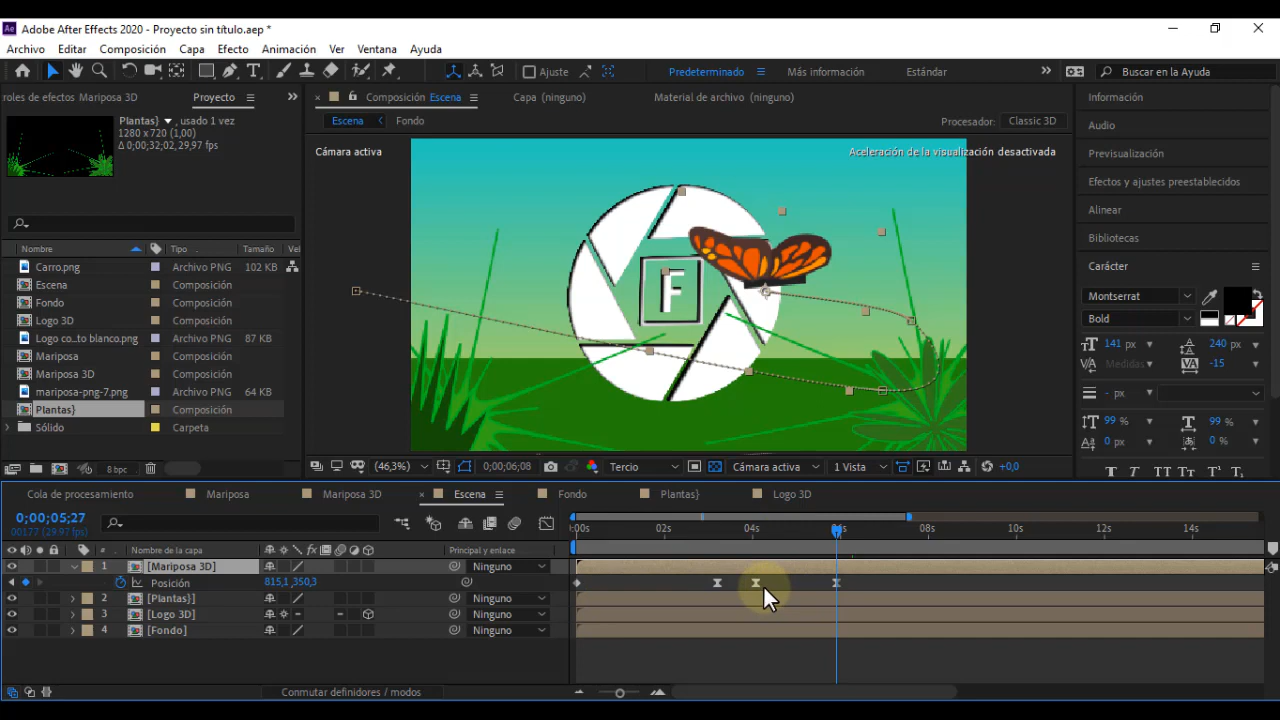 Adobe After Effects 2020 - Proyecto sin título.aep *
Archivo Editar Composición Capa Efecto Animación Ver Ventana Ayuda
Ajuste Predeterminado Más información Estándar Buscar en la Ayuda
roles de efectos Mariposa 3D Proyecto
Composición Escena Capa (ninguno) Material de archivo (ninguno)
Plantas} , usado 1 vez
1280 x 720 (1,00)
Δ 0;00;32;02, 29,97 fps
Escena Fondo Procesador: Classic 3D
Cámara activa Aceleración de la visualización desactivada
F
Nombre Tipo Tamaño Vel
Carro.png Archivo PNG 102 KB
Escena Composición
Fondo Composición
Logo 3D Composición
Logo co..to blanco.png Archivo PNG 87 KB
Mariposa Composición
Mariposa 3D Composición
mariposa-png-7.png Archivo PNG 64 KB
Plantas} Composición
Sólido Carpeta
8 bpc
(46,3%) 0;00;06;08 Tercio Cámara activa 1 Vista +0,0
Información
Audio
Previsualización
Efectos y ajustes preestablecidos
Alinear
Bibliotecas
Carácter
Montserrat
Bold
141 px 240 px
Medidas -15
- px
99 % 99 %
0 px 0 %
Cola de procesamiento Mariposa Mariposa 3D Escena Fondo Plantas} Logo 3D
0;00;05;27
00177 (29.97 fps)
:00s 02s 04s 06s 08s 10s 12s 14s
# Nombre de la capa Principal y enlace
1 [Mariposa 3D] Ninguno
Posición 815,1 ,350,3
2 [Plantas}] Ninguno
3 [Logo 3D] Ninguno
4 [Fondo] Ninguno
Conmutar definidores / modos